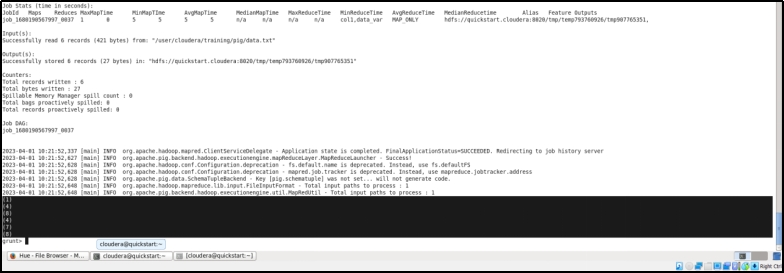 Job Stats (time in seconds):
JobId Maps Reduces MaxMapTime MinMapTime AvgMapTime MedianMapTime MaxReduceTime MinReduceTime AvgReduceTime MedianReducetime Alias Feature Outputs
job_1680190567997_0037 1 0 5 5 5 5 n/a n/a n/a n/a col1,data_var MAP_ONLY hdfs://quickstart.cloudera:8020/tmp/temp793760926/tmp907765351,
Input(s):
Successfully read 6 records (421 bytes) from: "/user/cloudera/training/pig/data.txt"
Output(s):
Successfully stored 6 records (27 bytes) in: "hdfs://quickstart.cloudera:8020/tmp/temp793760926/tmp907765351"
Counters:
Total records written : 6
Total bytes written : 27
Spillable Memory Manager spill count : 0
Total bags proactively spilled: 0
Total records proactively spilled: 0
Job DAG:
job_1680190567997_0037
2023-04-01 10:21:52,337 [main] INFO org.apache.hadoop.mapred.ClientServiceDelegate - Application state is completed. FinalApplicationStatus=SUCCEEDED. Redirecting to job history server
2023-04-01 10:21:52,627 [main] INFO org.apache.pig.backend.hadoop.executionengine.mapReduceLayer.MapReduceLauncher - Success!
2023-04-01 10:21:52,628 [main] INFO org.apache.hadoop.conf.Configuration.deprecation - fs.default.name is deprecated. Instead, use fs.defaultFS
2023-04-01 10:21:52,628 [main] INFO org.apache.hadoop.conf.Configuration.deprecation - mapred.job.tracker is deprecated. Instead, use mapreduce.jobtracker.address
2023-04-01 10:21:52,628 [main] INFO org.apache.pig.data.SchemaTupleBackend - Key [pig.schematuple] was not set... will not generate code.
2023-04-01 10:21:52,648 [main] INFO org.apache.hadoop.mapreduce.lib.input.FileInputFormat - Total input paths to process : 1
2023-04-01 10:21:52,648 [main] INFO org.apache.pig.backend.hadoop.executionengine.util.MapRedUtil - Total input paths to process : 1
(1)
(4)
(8)
(4)
(7)
(8)
grunt>
cloudera@quickstart:~
Hue - File Browser - M...
cloudera@quickstart:~
[cloudera@quickstart:~]
Right Ctrl